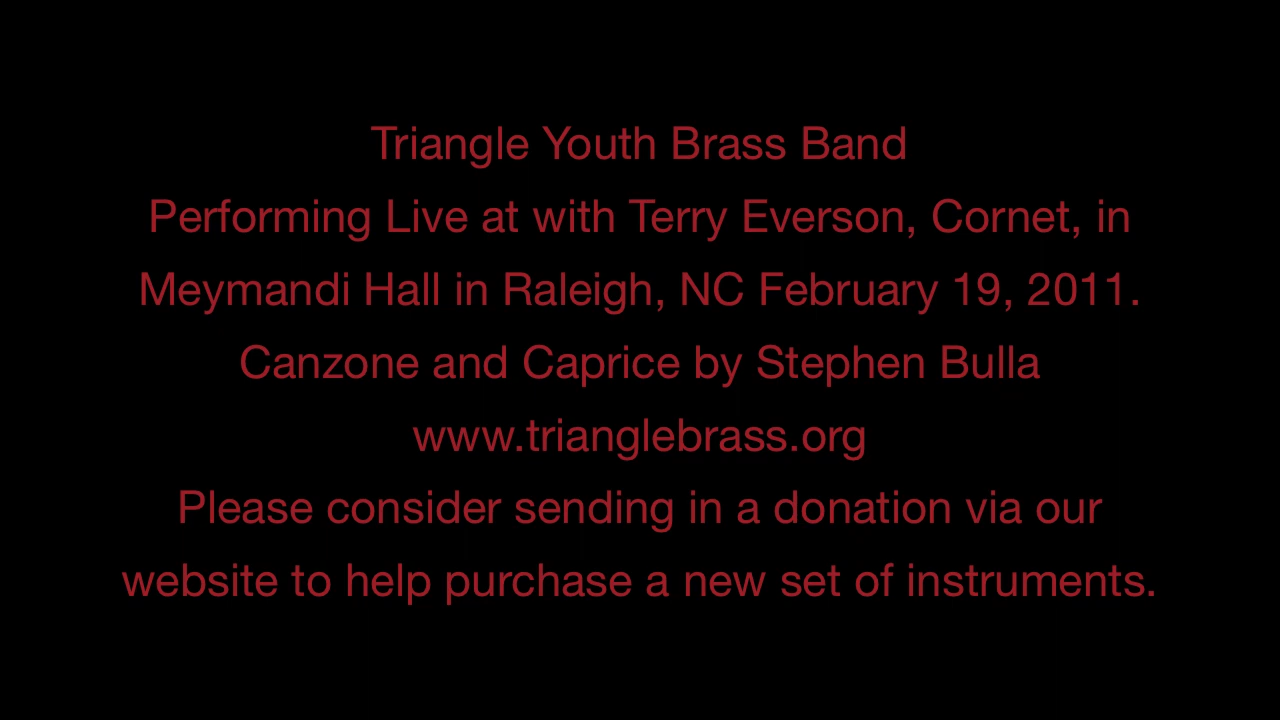 Triangle Youth Brass Band
Performing Live at with Terry Everson, Cornet, in
Meymandi Hall in Raleigh, NC February 19, 2011.
Canzone and Caprice by Stephen Bulla
www.trianglebrass.org
Please consider sending in a donation via our
website to help purchase a new set of instruments.